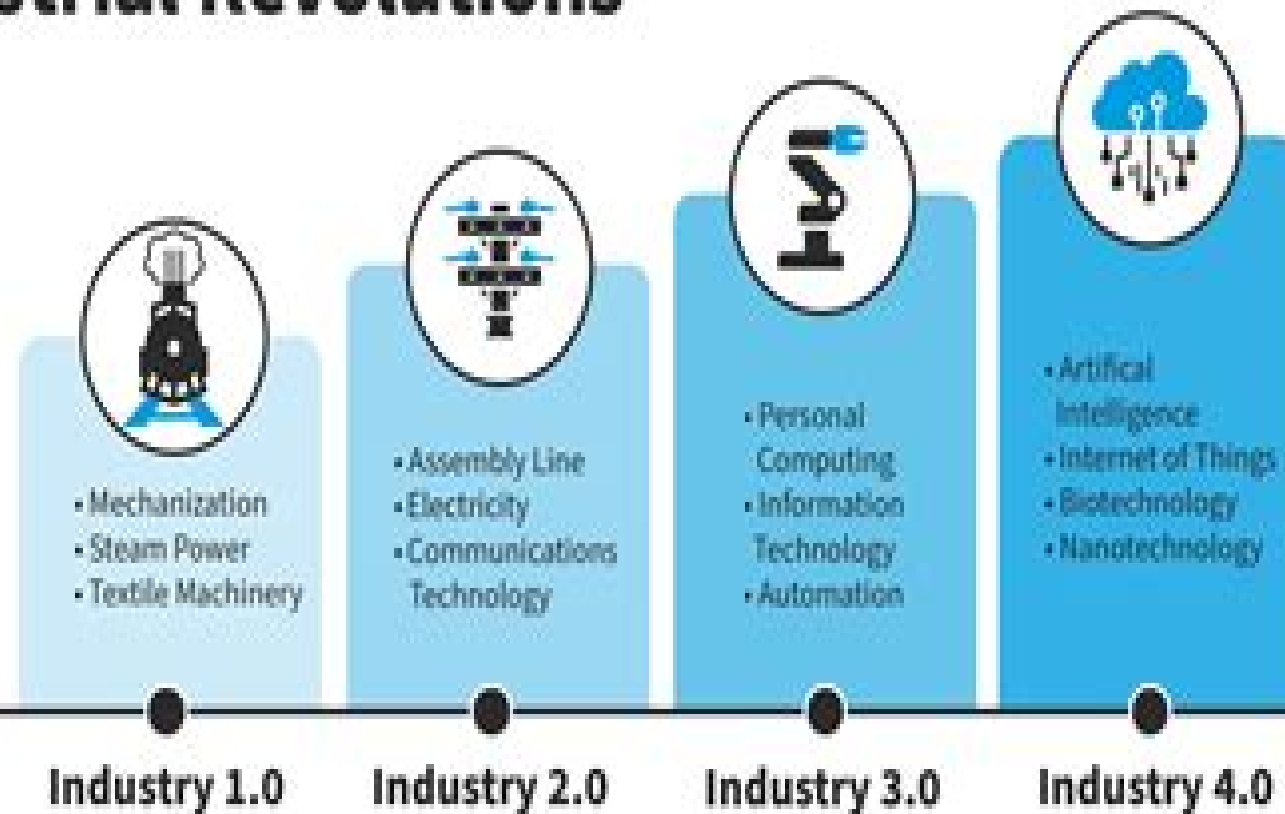 Revolutions
• Mechanization
• Steam Power
• Textile Machinery
• Assembly Line
• Electricity
• Communications
Technology
• Personal
Computing
• Information
Technology
• Automation
• Artifical
Intelligence
• Internet of Things
• Biotechnology
• Nanotechnology
Industry 1.0
Industry 2.0
Industry 3.0
Industry 4.0